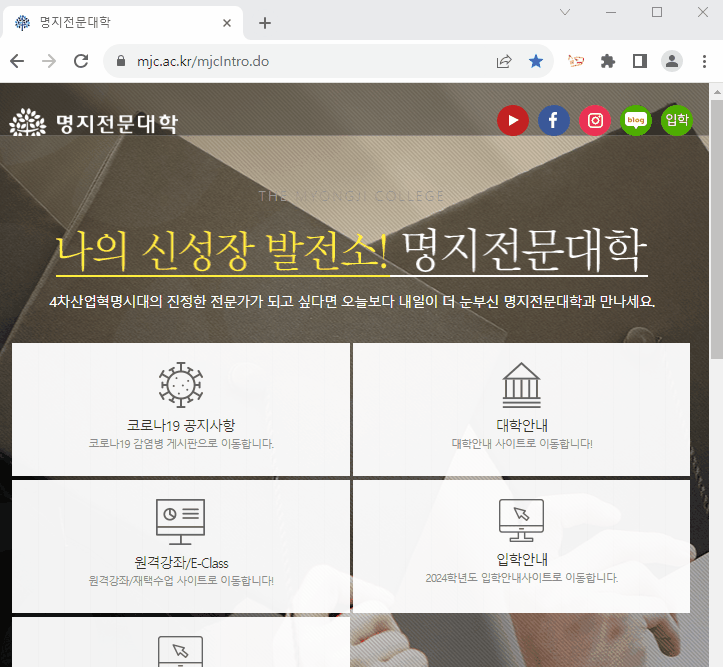 명지전문대학
mjc.ac.kr/mjcIntro.do
명지전문대학
blog
입학
THE MYONGJI COLLEGE
나의 신성장 발전소! 명지전문대학
4차산업혁명시대의 진정한 전문가가 되고 싶다면 오늘보다 내일이 더 눈부신 명지전문대학과 만나세요.
코로나19 공지사항
코로나19 감염병 게시판으로 이동합니다.
대학안내
대학안내 사이트로 이동합니다!
원격강좌/E-Class
원격강좌/재택수업 사이트로 이동합니다!
입학안내
2024학년도 입학안내사이트로 이동합니다.